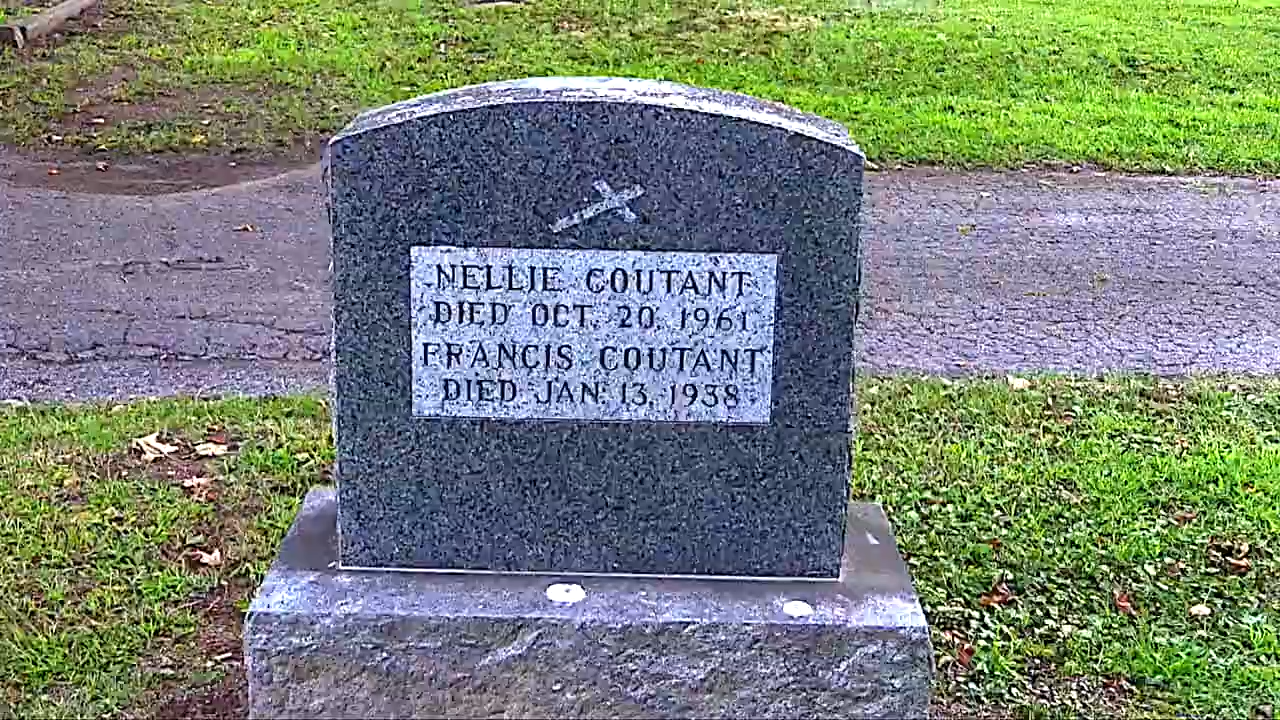 NELLIE COUTANT
DIED OCT. 20, 1961
FRANCIS COUTANT
DIED JAN. 13, 1938